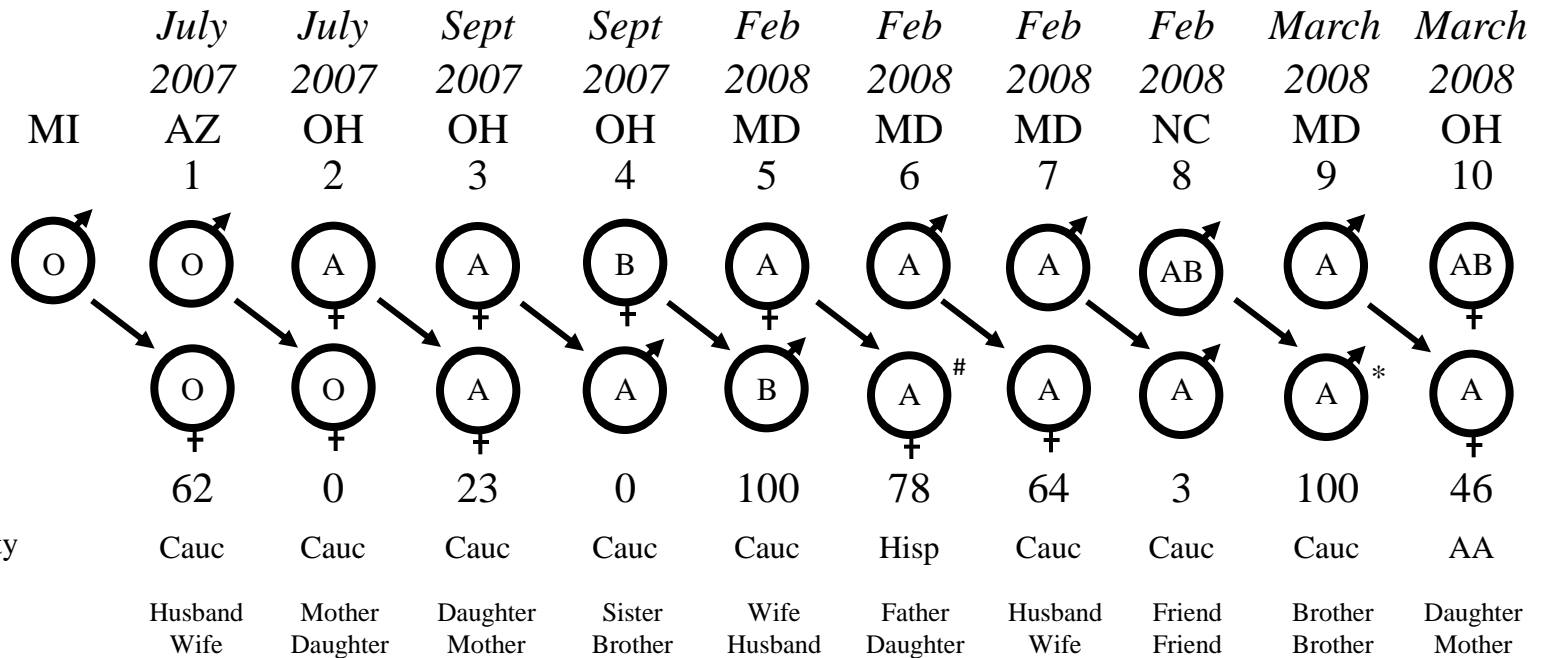 July July Sept Sept Feb Feb Feb Feb March March
2007 2007 2007 2007 2008 2008 2008 2008 2008 2008
MI AZ OH OH OH MD MD MD NC MD OH
1 2 3 4 5 6 7 8 9 10
O O A A B A A A AB A AB
O O A A B A # A A A * A
62 0 23 0 100 78 64 3 100 46
ty Cauc Cauc Cauc Cauc Cauc Hisp Cauc Cauc Cauc AA
Husband Mother Daughter Sister Wife Father Husband Friend Brother Daughter
Wife Daughter Mother Brother Husband Daughter Wife Friend Brother Mother